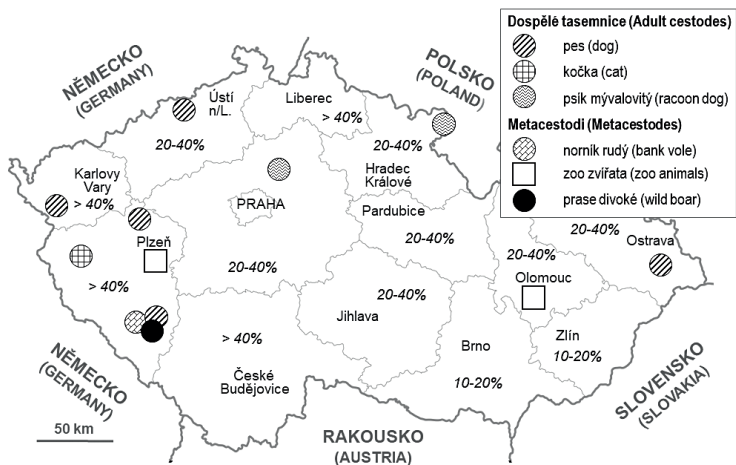 Dospělé tasemnice (Adult cestodes)
pes (dog)
kočka (cat)
psík mývalovitý (racoon dog)
Metacestodi (Metacestodes)
norník rudý (bank vole)
zoo zvířata (zoo animals)
prase divoké (wild boar)
NĚMECKO
(GERMANY)
POLSKO
(POLAND)
Ústí
n/L.
20-40%
Liberec
> 40%
20-40%
Hradec
Králové
Karlovy
Vary
> 40%
PRAHA
20-40%
Pardubice
20-40%
20-40%
Ostrava
Plzeň
> 40%
Olomouc
20-40%
20-40%
Jihlava
> 40%
České
Budějovice
Brno
10-20%
Zlín
10-20%
NĚMECKO
(GERMANY)
SLOVENSKO
(SLOVAKIA)
50 km
RAKOUSKO
(AUSTRIA)